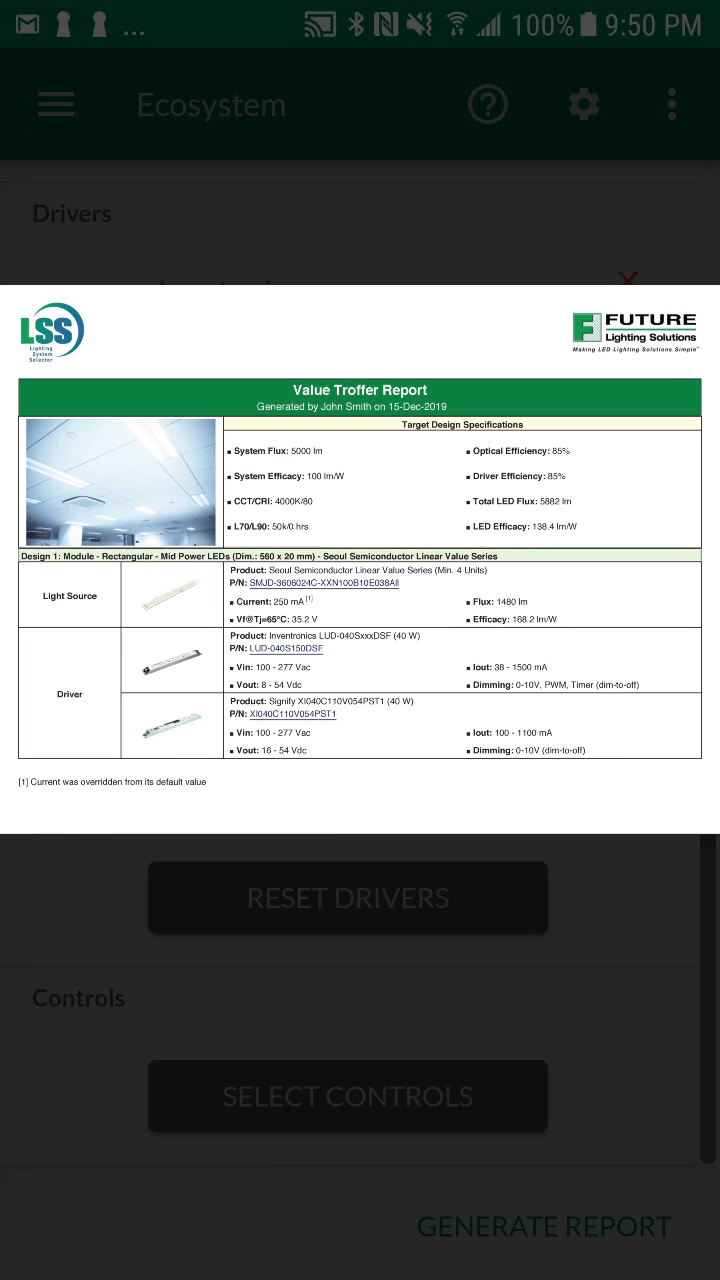 ... 100% 9:50 PM
Ecosystem
Drivers
LSS
Lighting
System
Selector
FUTURE
Lighting Solutions
Making LED Lighting Solutions Simple™
Value Troffer Report
Generated by John Smith on 15-Dec-2019
Target Design Specifications
▪ System Flux: 5000 lm ▪ Optical Efficiency: 85%
▪ System Efficacy: 100 lm/W ▪ Driver Efficiency: 85%
▪ CCT/CRI: 4000K/80 ▪ Total LED Flux: 5882 lm
▪ L70/L90: 50k/0 hrs ▪ LED Efficacy: 138.4 lm/W
Design 1: Module - Rectangular - Mid Power LEDs (Dim.: 560 x 20 mm) - Seoul Semiconductor Linear Value Series
Light Source
Product: Seoul Semiconductor Linear Value Series (Min. 4 Units)
P/N: SMJD-3606024C-XXN100B10E038All
▪ Current: 250 mA [1] ▪ Flux: 1480 lm
▪ Vf@Tj=65°C: 35.2 V ▪ Efficacy: 168.2 lm/W
Driver
Product: Inventronics LUD-040SxxxDSF (40 W)
P/N: LUD-040S150DSF
▪ Vin: 100 - 277 Vac ▪ Iout: 38 - 1500 mA
▪ Vout: 8 - 54 Vdc ▪ Dimming: 0-10V, PWM, Timer (dim-to-off)
Product: Signify XI040C110V054PST1 (40 W)
P/N: XI040C110V054PST1
▪ Vin: 100 - 277 Vac ▪ Iout: 100 - 1100 mA
▪ Vout: 16 - 54 Vdc ▪ Dimming: 0-10V (dim-to-off)
[1] Current was overridden from its default value
RESET DRIVERS
Controls
SELECT CONTROLS
GENERATE REPORT